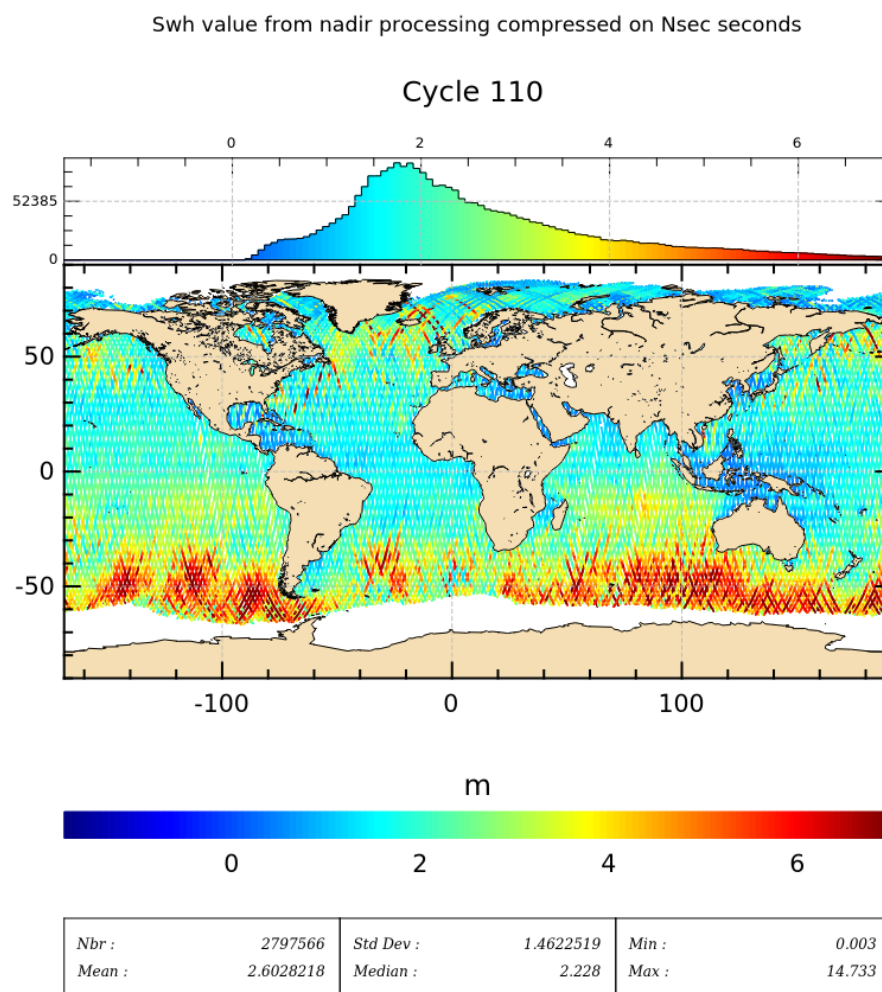 Swh value from nadir processing compressed on Nsec seconds
Cycle 110
0 2 4 6
52385
0
50
0
-50
-100 0 100
m
0 2 4 6
Nbr : 2797566 Std Dev : 1.4622519 Min : 0.003
Mean : 2.6028218 Median : 2.228 Max : 14.733